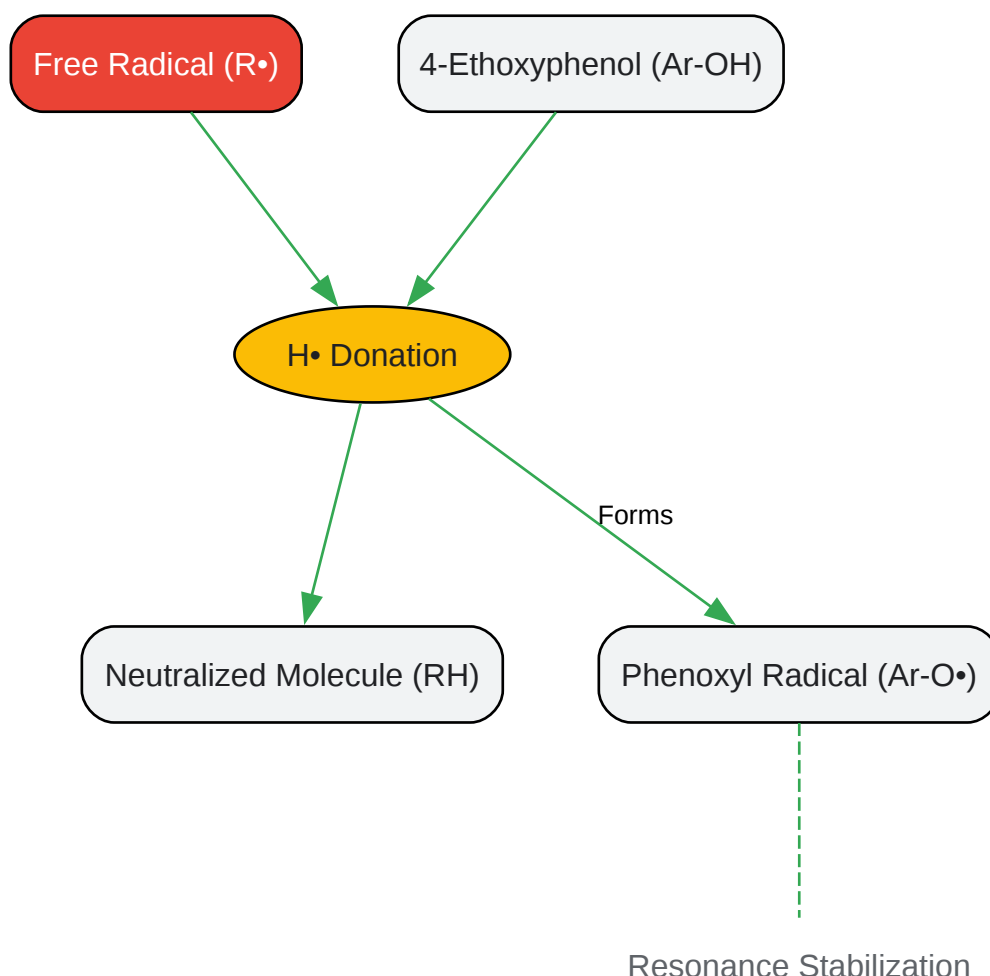 Free Radical (R•)
4-Ethoxyphenol (Ar-OH)
H• Donation
Forms
Neutralized Molecule (RH)
Phenoxyl Radical (Ar-O•)
Resonance Stabilization